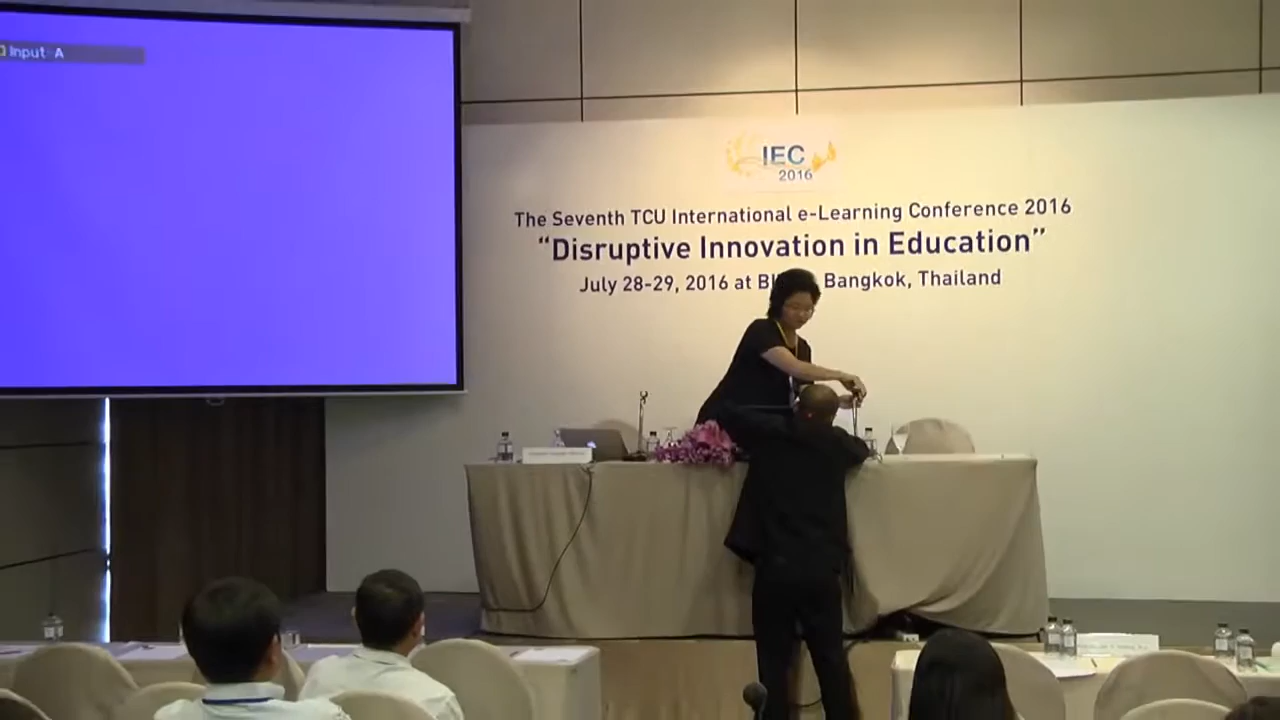 Input A
IEC
2016
The Seventh TCU International e-Learning Conference 2016
“Disruptive Innovation in Education”
July 28-29, 2016 at Bangkok, Thailand